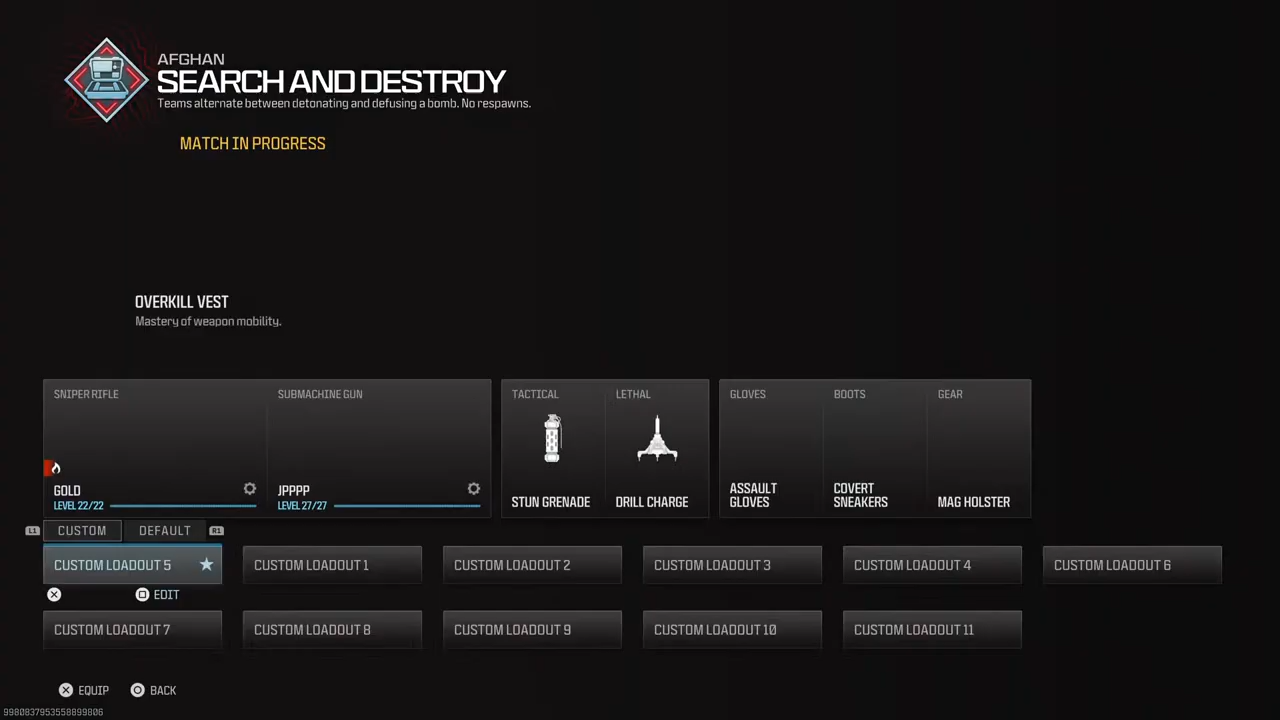 AFGHAN
SEARCH AND DESTROY
Teams alternate between detonating and defusing a bomb. No respawns.
MATCH IN PROGRESS
OVERKILL VEST
Mastery of weapon mobility.
SNIPER RIFLE
SUBMACHINE GUN
TACTICAL
LETHAL
GLOVES
BOOTS
GEAR
GOLD
LEVEL 22/22
JPPPP
LEVEL 27/27
STUN GRENADE
DRILL CHARGE
ASSAULT
GLOVES
COVERT
SNEAKERS
MAG HOLSTER
L1 CUSTOM DEFAULT R1
CUSTOM LOADOUT 5
CUSTOM LOADOUT 1
CUSTOM LOADOUT 2
CUSTOM LOADOUT 3
CUSTOM LOADOUT 4
CUSTOM LOADOUT 6
EDIT
CUSTOM LOADOUT 7
CUSTOM LOADOUT 8
CUSTOM LOADOUT 9
CUSTOM LOADOUT 10
CUSTOM LOADOUT 11
EQUIP BACK
9980837953558899806